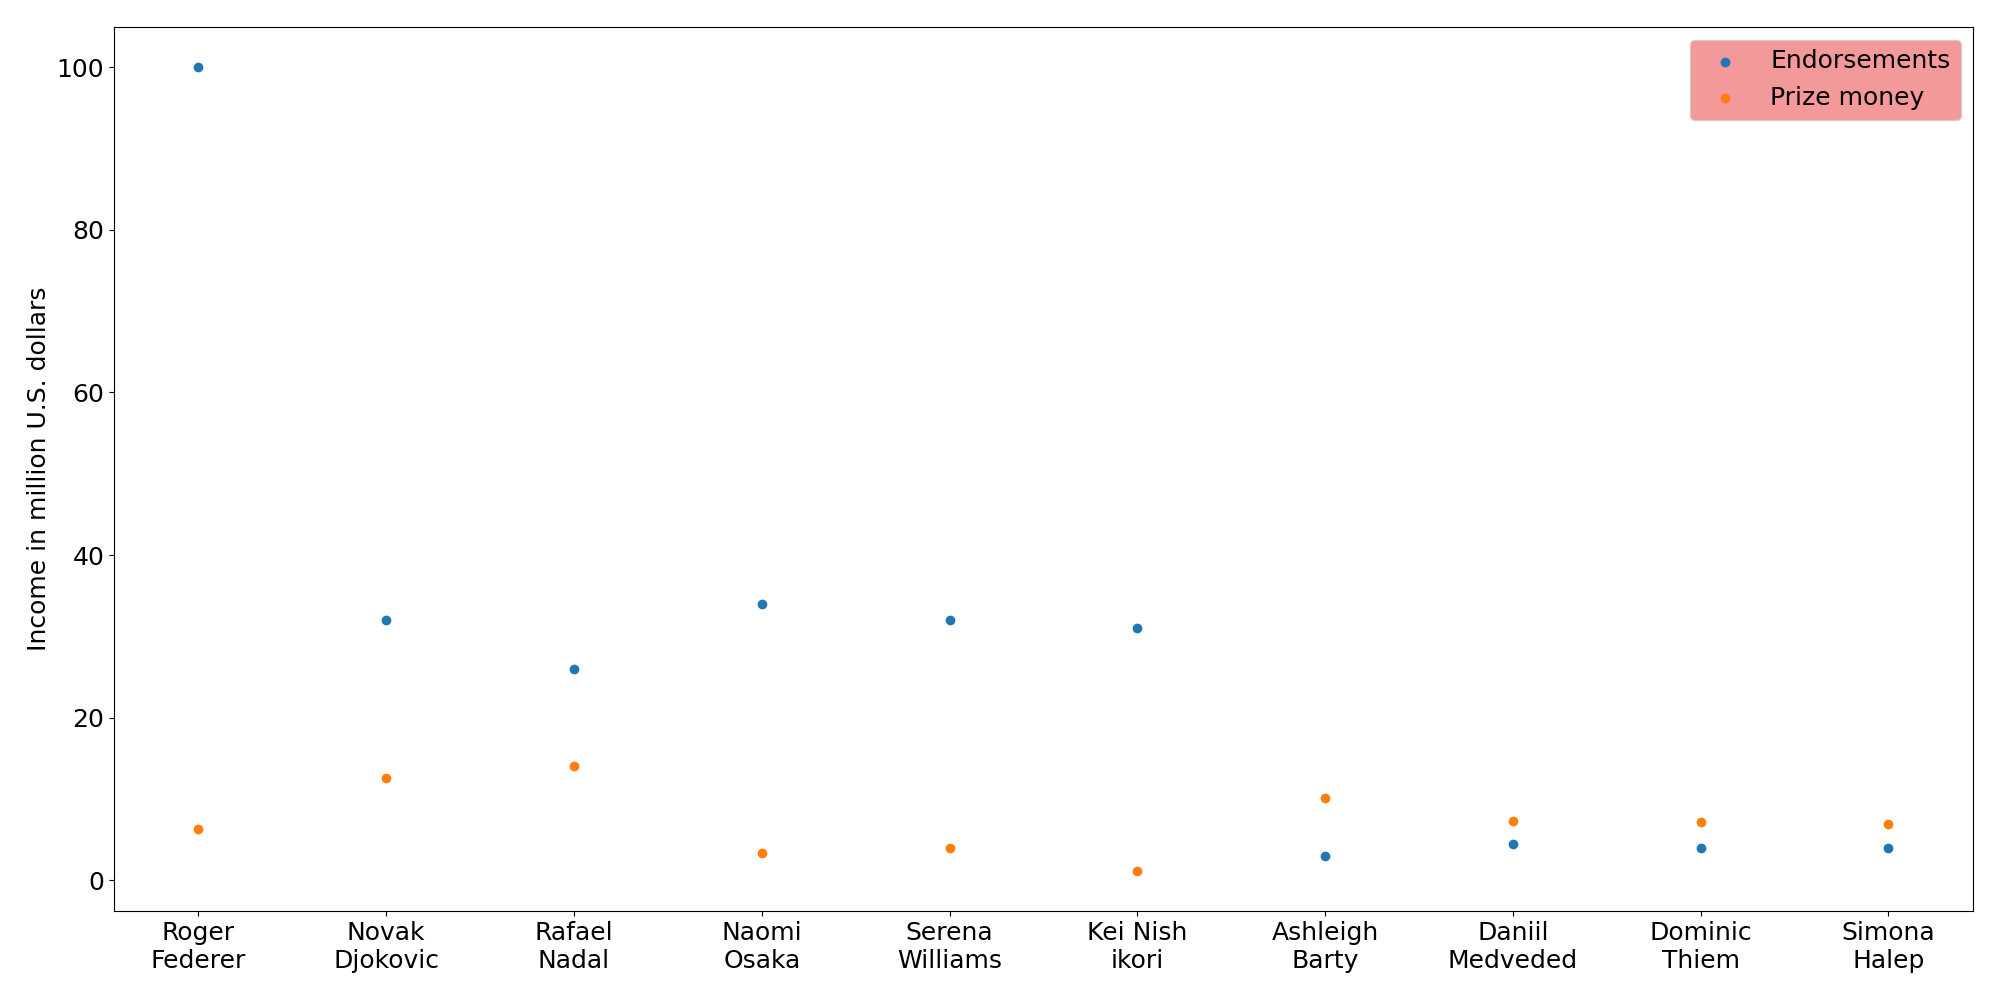 Endorsements
Prize money
100
80
60
40
20
0
Income in million U.S. dollars
Roger
Federer
Novak
Djokovic
Rafael
Nadal
Naomi
Osaka
Serena
Williams
Kei Nish
ikori
Ashleigh
Barty
Daniil
Medveded
Dominic
Thiem
Simona
Halep